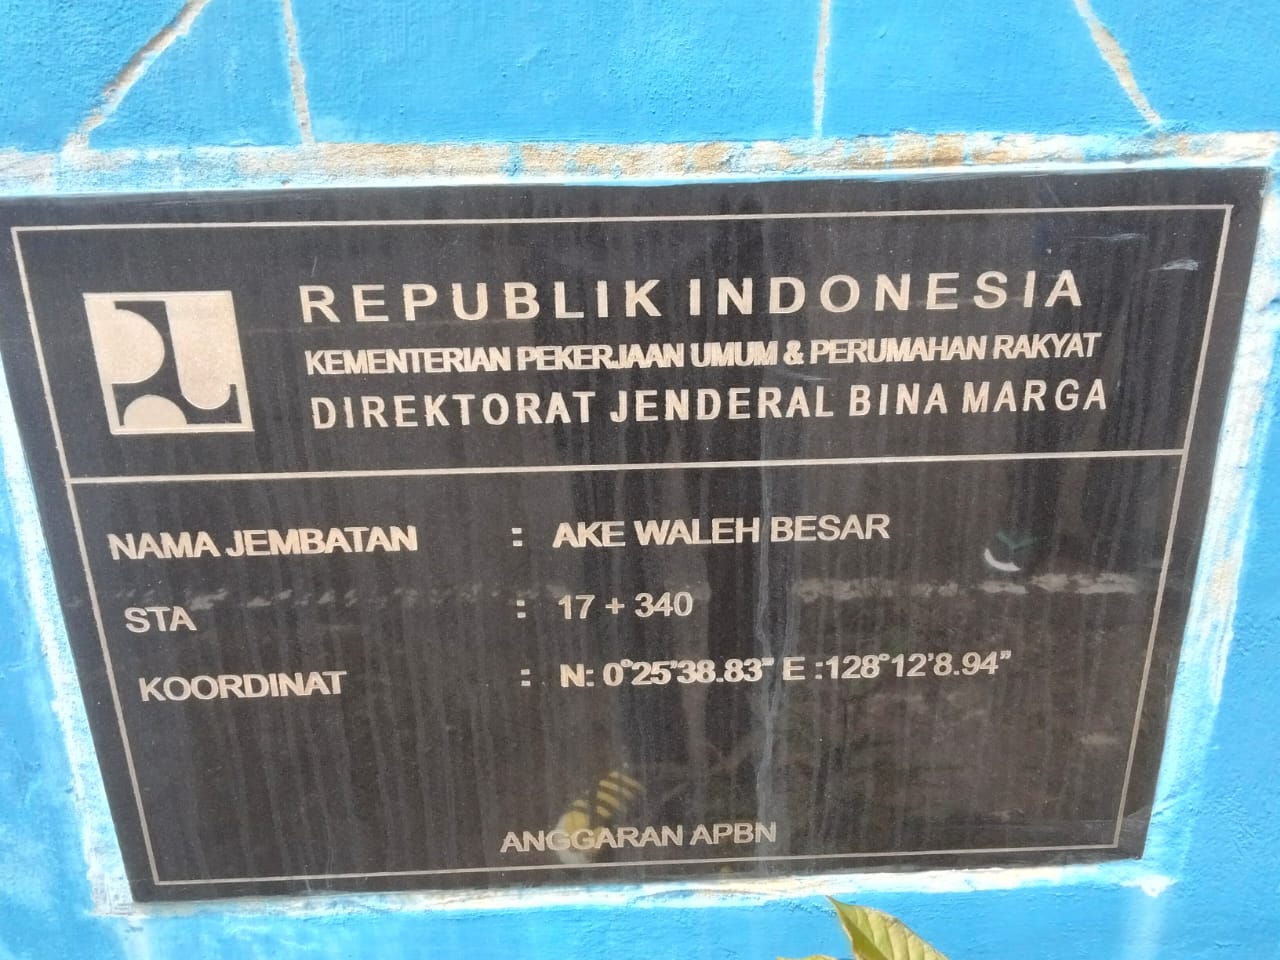 REPUBLIK INDONESIA
KEMENTERIAN PEKERJAAN UMUM & PERUMAHAN RAKYAT
DIREKTORAT JENDERAL BINA MARGA
NAMA JEMBATAN : AKE WALEH BESAR
STA : 17 + 340
KOORDINAT : N: 0°25'38.83" E :128°12'8.94"
ANGGARAN APBN